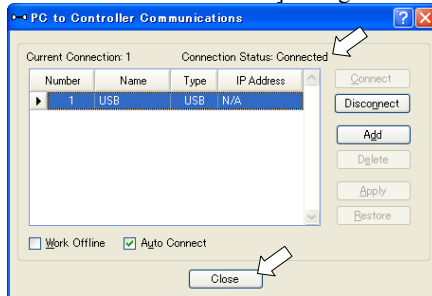 PC to Controller Communications
Current Connection: 1 Connection Status: Connected
Number Name Type IP Address
1 USB USB N/A
Connect
Disconnect
Add
Delete
Apply
Restore
Work Offline Auto Connect
Close